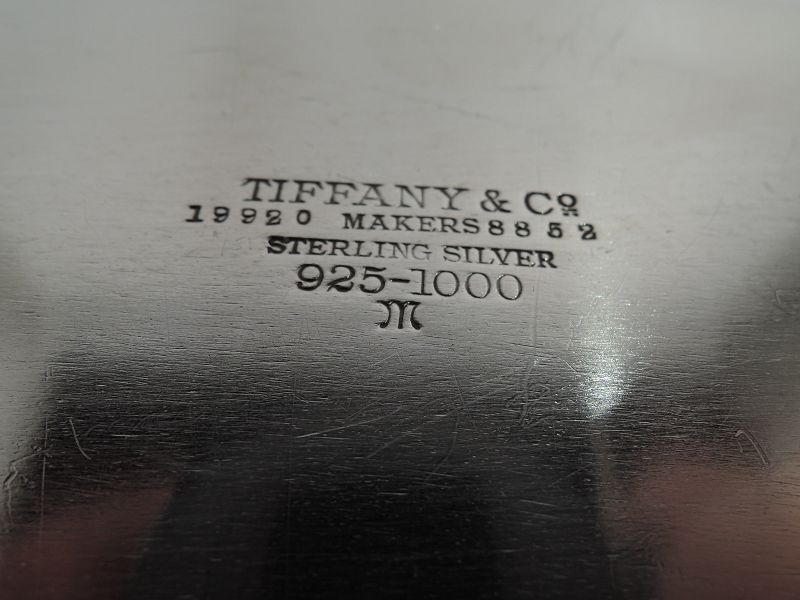 TIFFANY & Co
19920 MAKERS 8852
STERLING SILVER
925-1000
M